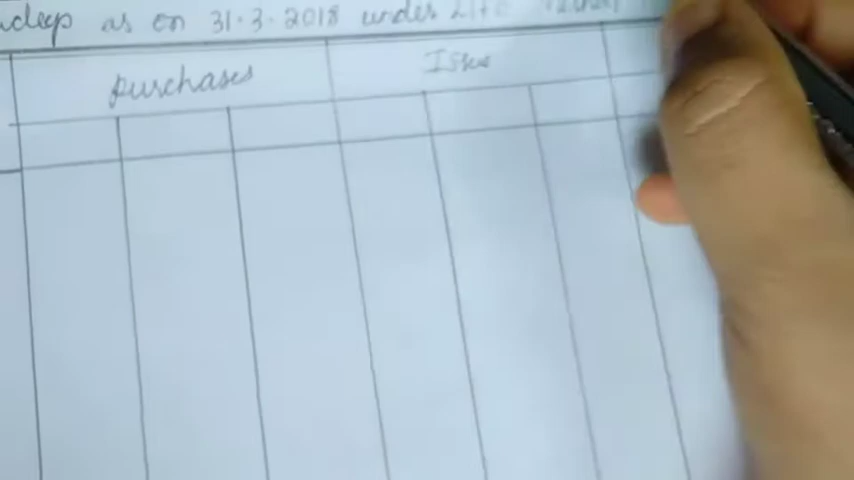 as on 31.3.2018 under
purchases
Issue